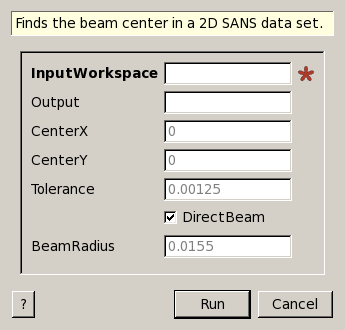 Finds the beam center in a 2D SANS data set.
InputWorkspace *
Output
CenterX 0
CenterY 0
Tolerance 0.00125
DirectBeam
BeamRadius 0.0155
? Run Cancel